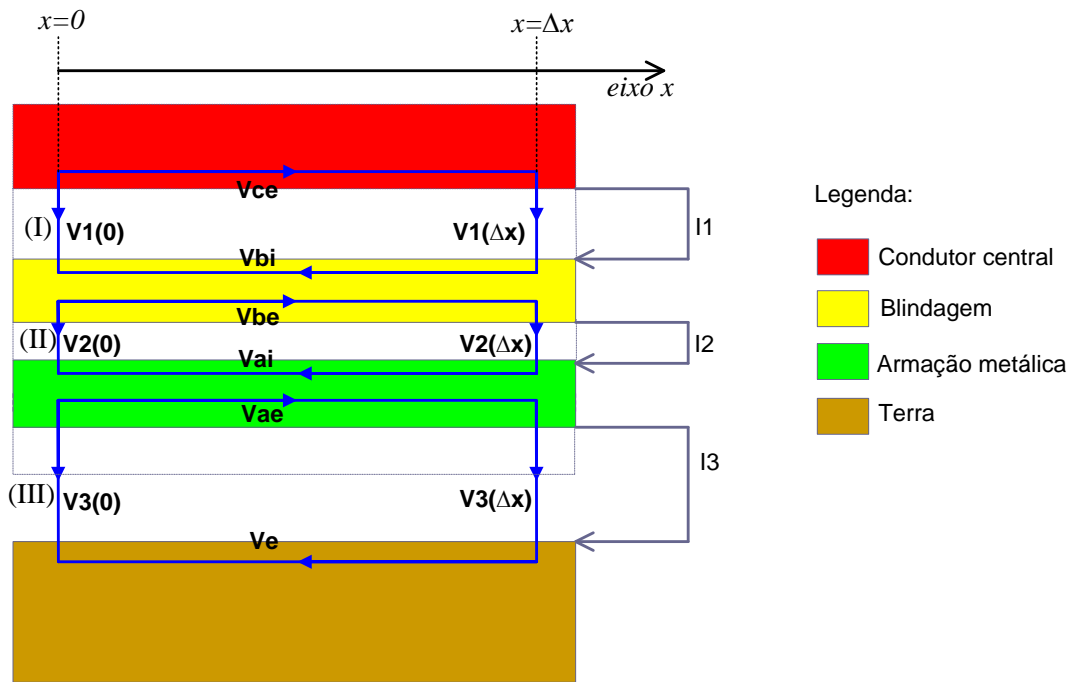 x=0
x=Δx
eixo x
Vce
(I)
V1(0)
V1(Δx)
I1
Vbi
Vbe
(II)
V2(0)
V2(Δx)
I2
Vai
Vae
I3
(III)
V3(0)
V3(Δx)
Ve
Legenda:
Condutor central
Blindagem
Armação metálica
Terra